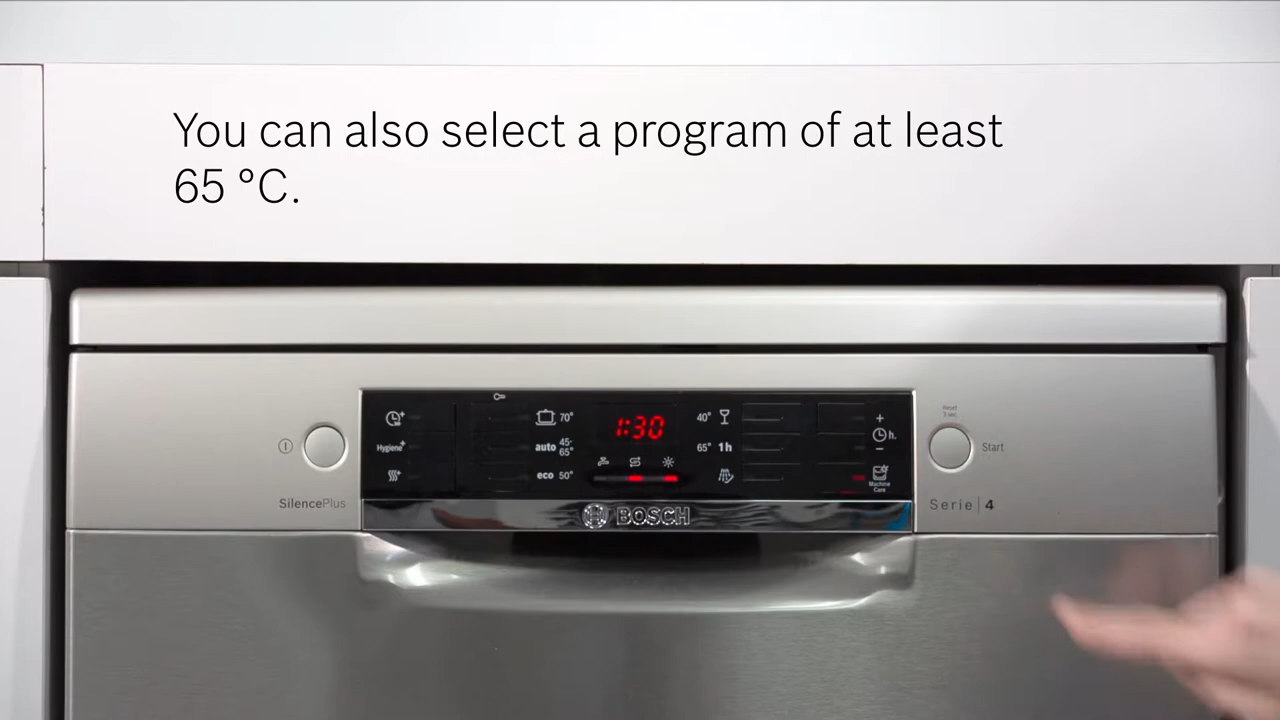 You can also select a program of at least
65 °C.
70°
1:30
40°
+
h.
Hygiene+
auto 45-
65°
65° 1h
−
Reset
3 sec.
Start
eco 50°
Machine
Care
SilencePlus
BOSCH
Serie | 4